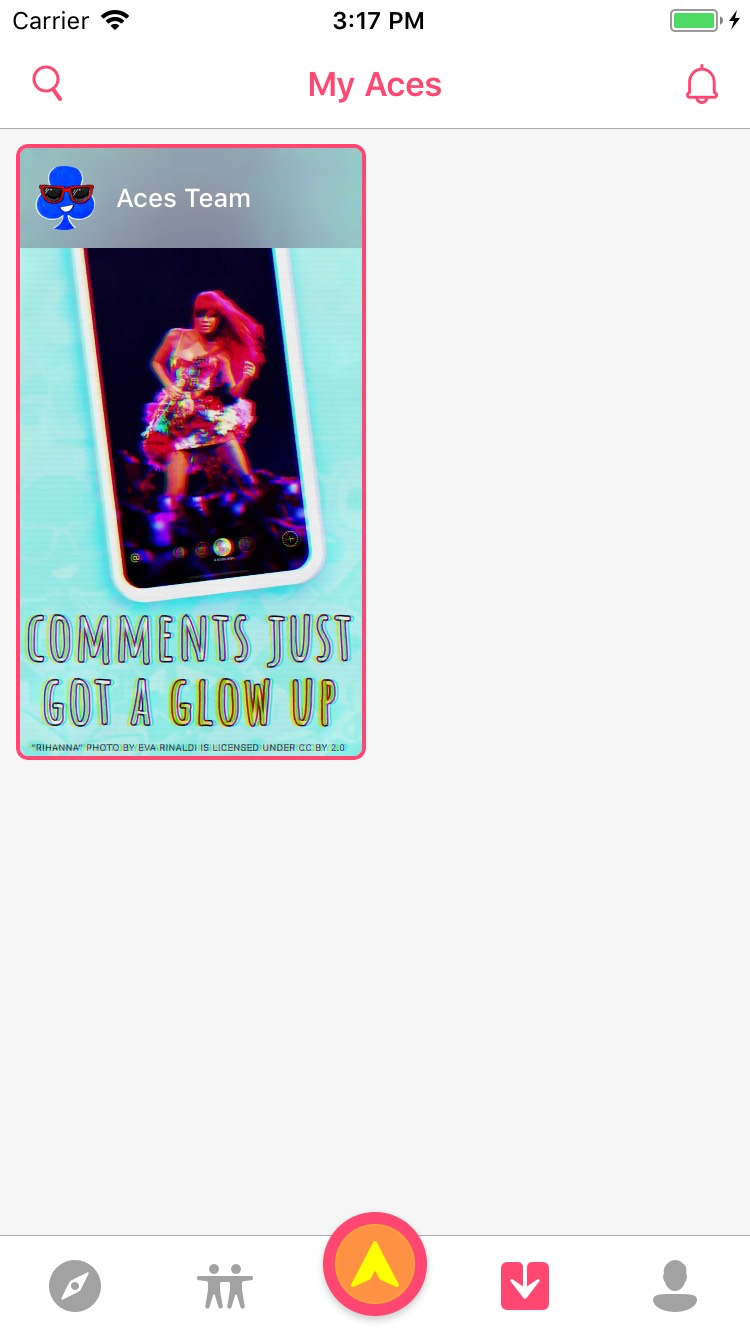 Carrier 3:17 PM
My Aces
Aces Team
@
COMMENTS JUST
GOT A GLOW UP
"RIHANNA" PHOTO BY EVA RINALDI IS LICENSED UNDER CC BY 2.0